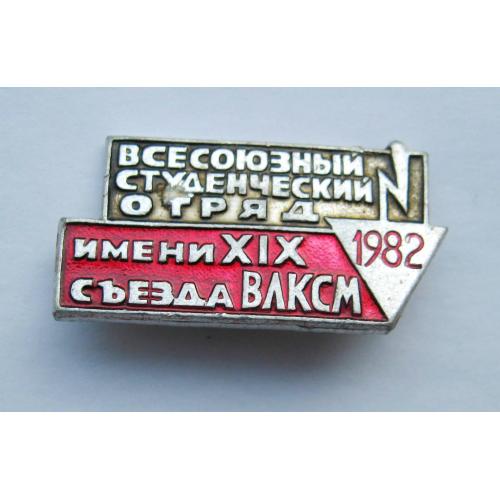 ВСЕСОЮЗНЫЙ
СТУДЕНЧЕСКИЙ
ОТРЯД
ИМЕНИ XIX
СЪЕЗДА ВЛКСМ
1982